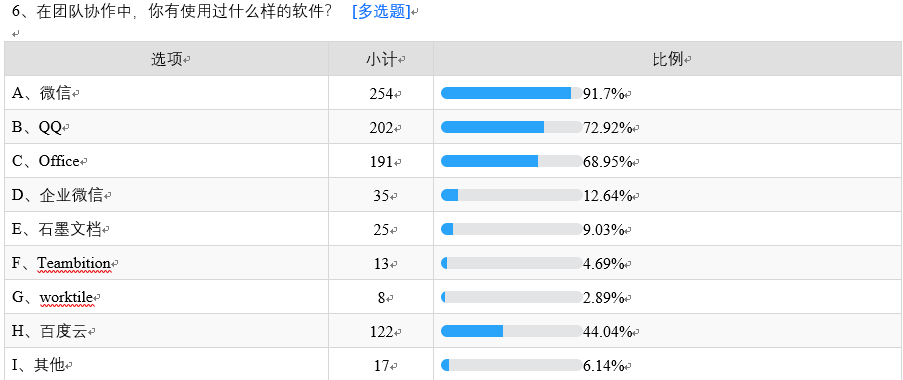 6、在团队协作中，你有使用过什么样的软件？ [多选题]
选项 小计 比例
A、微信 254 91.7%
B、QQ 202 72.92%
C、Office 191 68.95%
D、企业微信 35 12.64%
E、石墨文档 25 9.03%
F、Teambition 13 4.69%
G、worktile 8 2.89%
H、百度云 122 44.04%
I、其他 17 6.14%